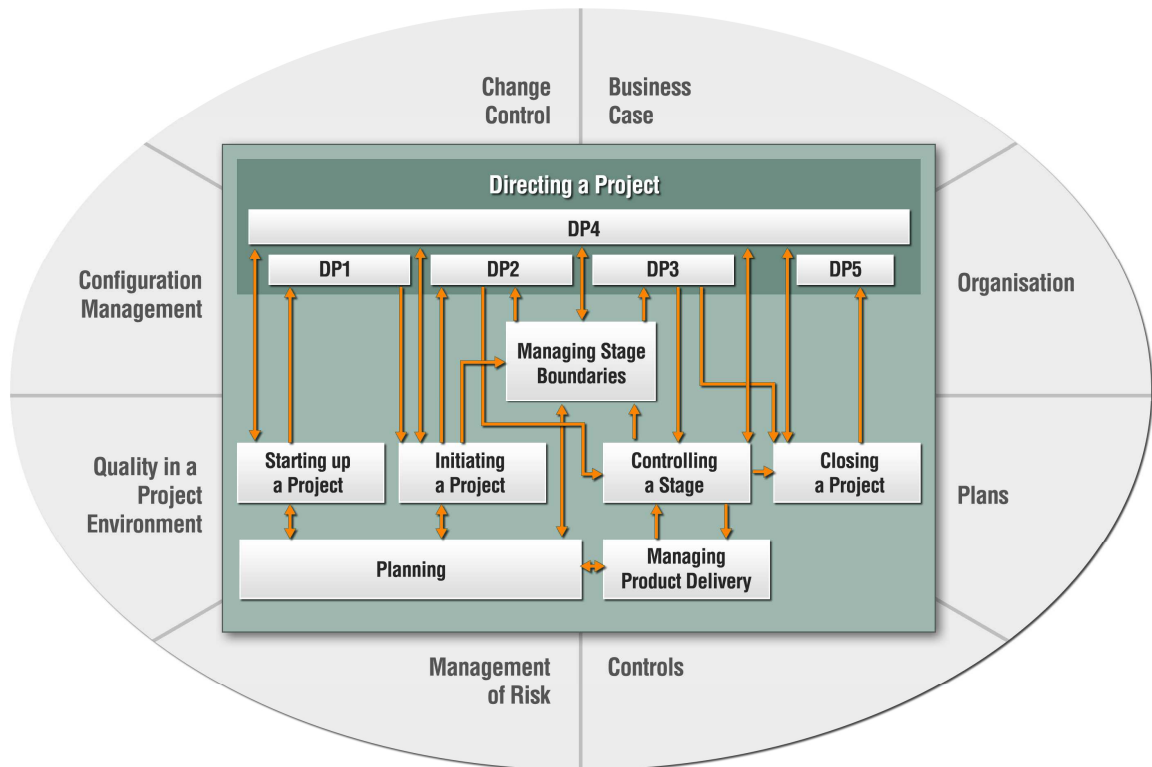 Change
Control
Business
Case
Directing a Project
DP4
DP1
DP2
DP3
DP5
Configuration
Management
Organisation
Managing Stage
Boundaries
Quality in a
Project
Environment
Starting up
a Project
Initiating
a Project
Controlling
a Stage
Closing
a Project
Plans
Planning
Managing
Product Delivery
Management
of Risk
Controls